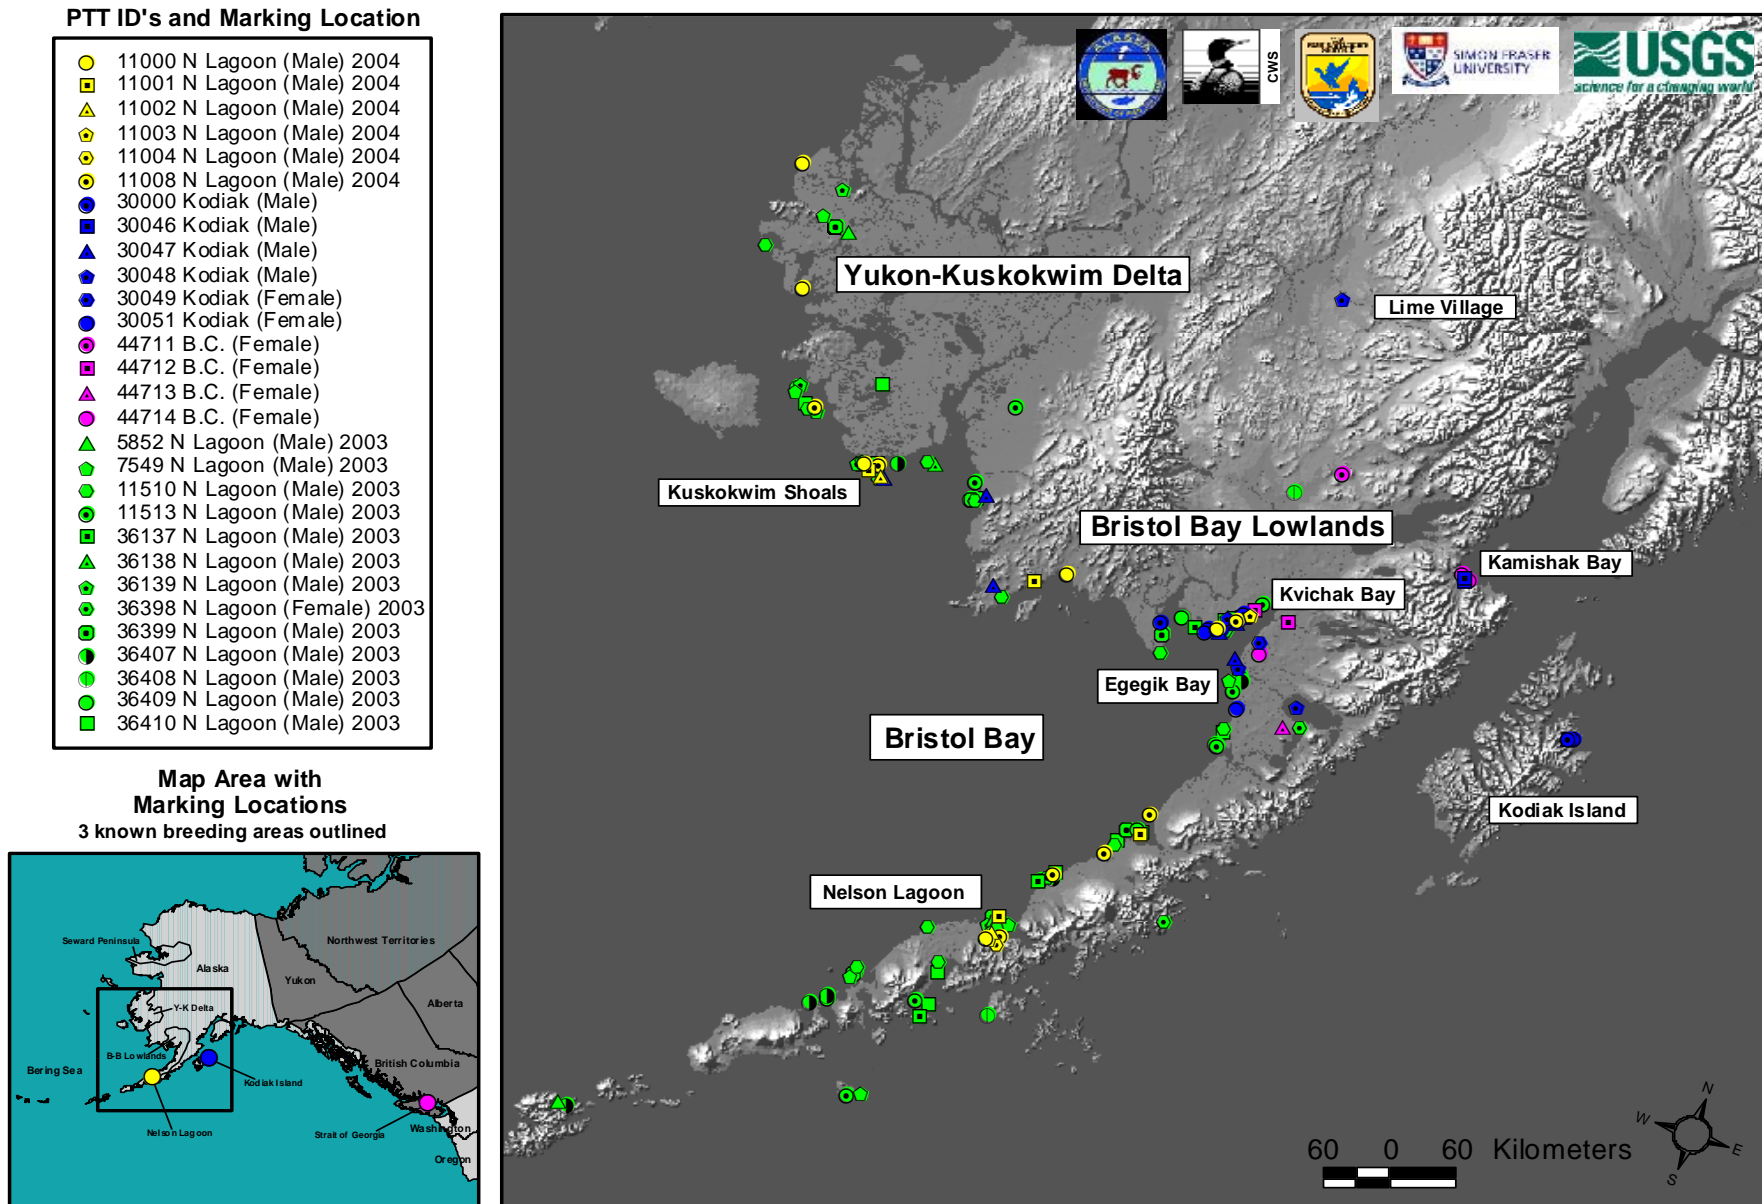 PTT ID's and Marking Location
11000 N Lagoon (Male) 2004
11001 N Lagoon (Male) 2004
11002 N Lagoon (Male) 2004
11003 N Lagoon (Male) 2004
11004 N Lagoon (Male) 2004
11008 N Lagoon (Male) 2004
30000 Kodiak (Male)
30046 Kodiak (Male)
30047 Kodiak (Male)
30048 Kodiak (Male)
30049 Kodiak (Female)
30051 Kodiak (Female)
44711 B.C. (Female)
44712 B.C. (Female)
44713 B.C. (Female)
44714 B.C. (Female)
5852 N Lagoon (Male) 2003
7549 N Lagoon (Male) 2003
11510 N Lagoon (Male) 2003
11513 N Lagoon (Male) 2003
36137 N Lagoon (Male) 2003
36138 N Lagoon (Male) 2003
36139 N Lagoon (Male) 2003
36398 N Lagoon (Female) 2003
36399 N Lagoon (Male) 2003
36407 N Lagoon (Male) 2003
36408 N Lagoon (Male) 2003
36409 N Lagoon (Male) 2003
36410 N Lagoon (Male) 2003
Map Area with
Marking Locations
3 known breeding areas outlined
Seward Peninsula
Northwest Territories
Alaska
Yukon
Alberta
Y-K Delta
B-B Lowlands
British Columbia
Bering Sea
Kodiak Island
Nelson Lagoon
Strait of Georgia
Washington
Oregon
ALASKA
CWS
SIMON FRASER
UNIVERSITY
USGS
science for a changing world
Yukon-Kuskokwim Delta
Lime Village
Kuskokwim Shoals
Bristol Bay Lowlands
Kamishak Bay
Kvichak Bay
Egegik Bay
Bristol Bay
Kodiak Island
Nelson Lagoon
60 0 60 Kilometers
N
W
E
S